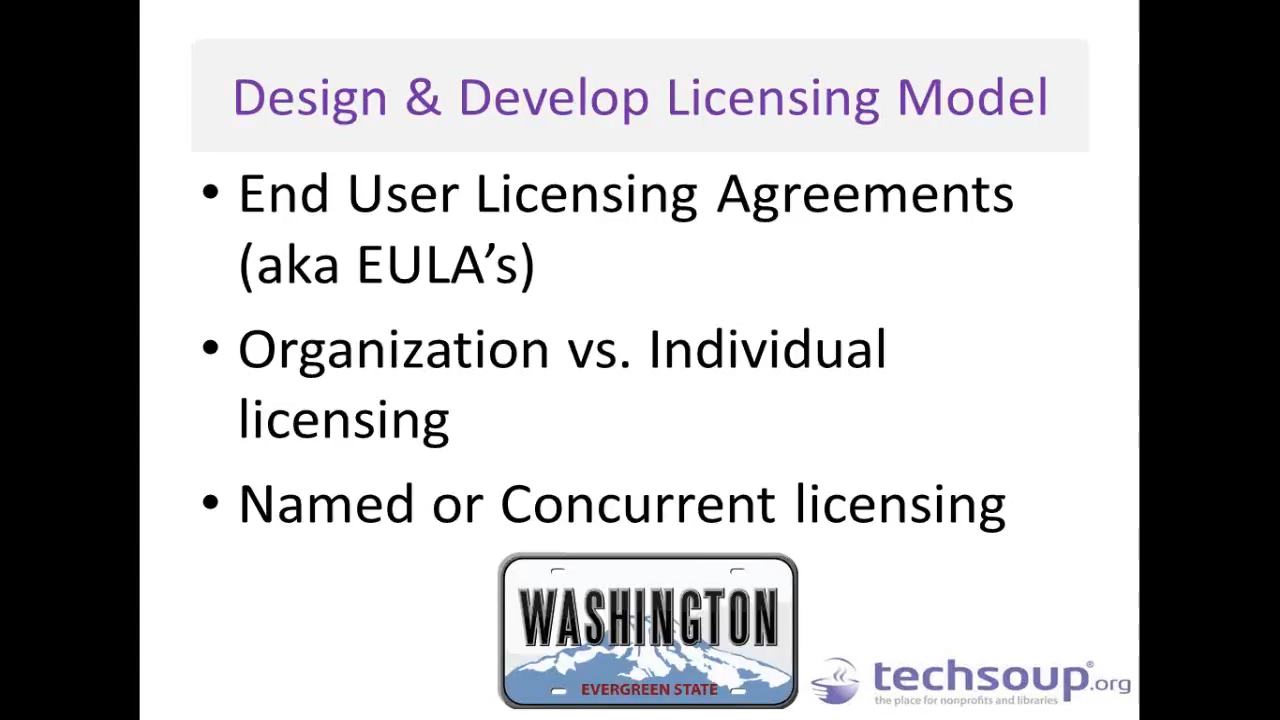 Design & Develop Licensing Model
• End User Licensing Agreements
(aka EULA’s)
• Organization vs. Individual
licensing
• Named or Concurrent licensing
WASHINGTON
EVERGREEN STATE
techsoup®.org
the place for nonprofits and libraries